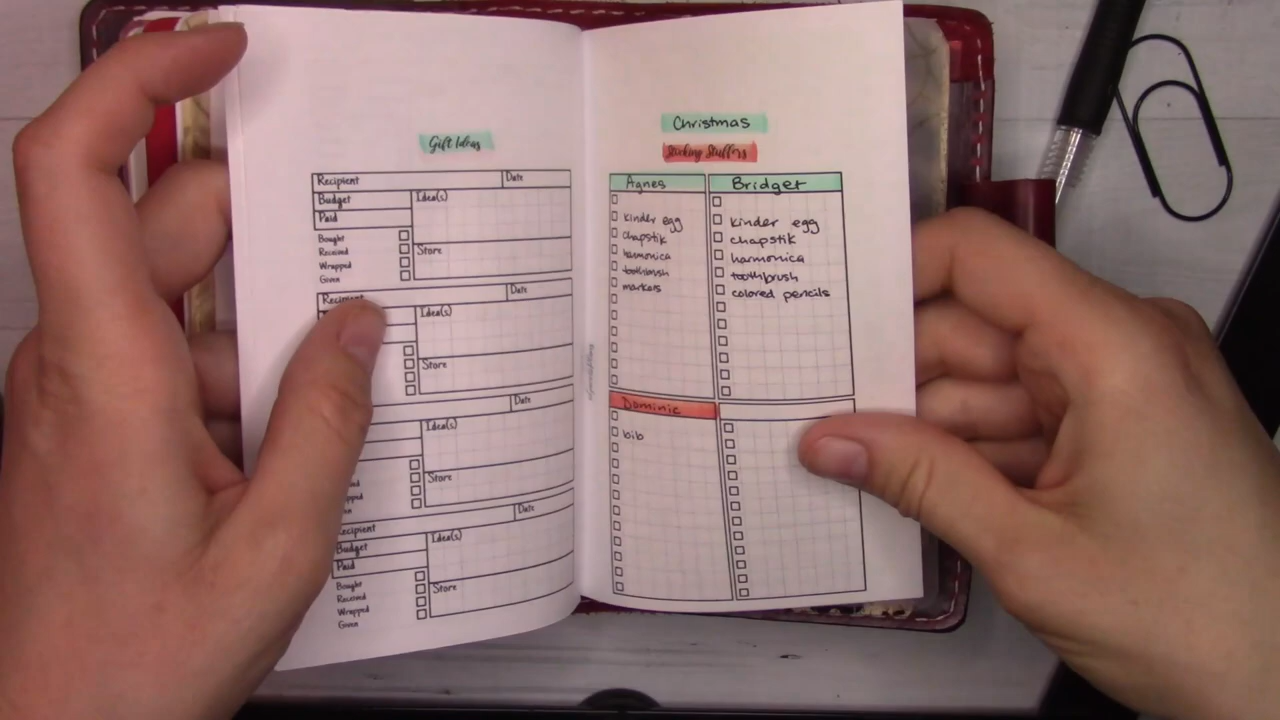 Gift Ideas
Recipient
Date
Budget
Idea(s)
Paid
Bought
Received
Wrapped
Given
Store
Recipient
Date
Idea(s)
Store
Date
Idea(s)
Store
Recipient
Date
Budget
Idea(s)
Paid
Bought
Received
Wrapped
Given
Store
Christmas
Stocking Stuffers
Agnes
kinder egg
chapstik
harmonica
toothbrush
markers
Bridget
kinder egg
chapstik
harmonica
toothbrush
colored pencils
Dominic
bib